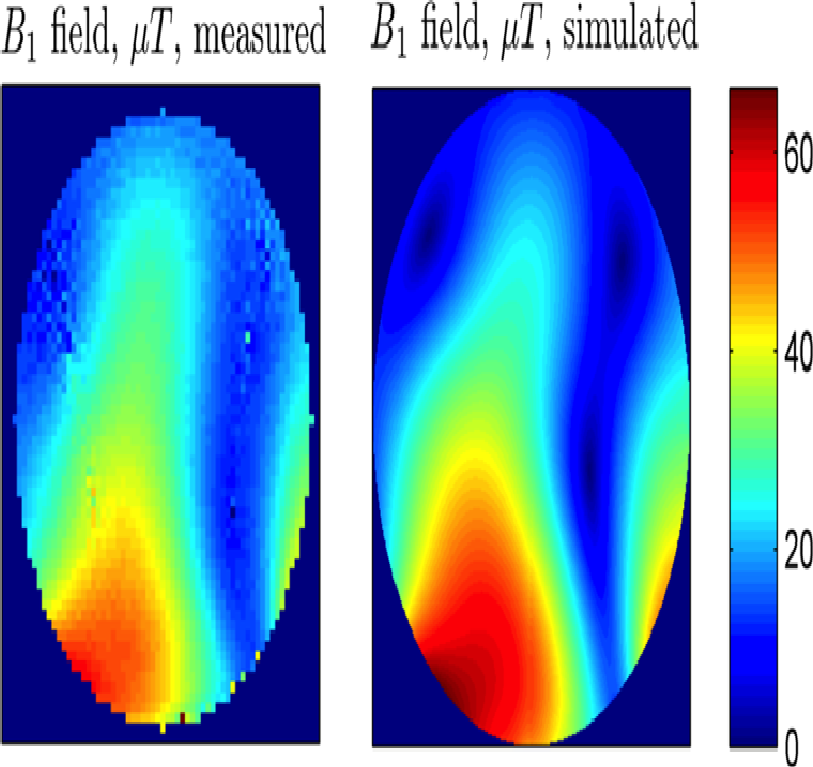 B₁ field, μT, measured
B₁ field, μT, simulated
60
40
20
0